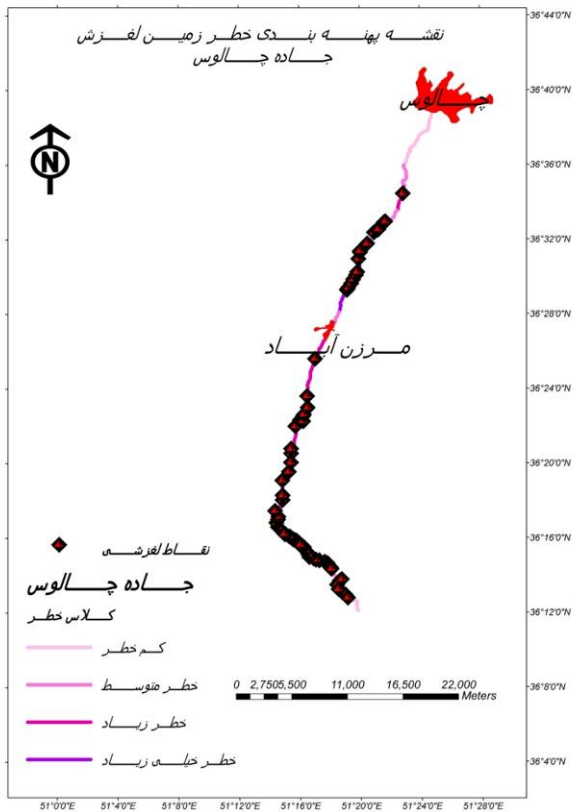 نقشه پهنه بندی خطر زمین لغزش
جاده چالوس
36°44'0"N
36°40'0"N
چالوس
36°36'0"N
N
36°32'0"N
36°28'0"N
مرزن آباد
36°24'0"N
36°20'0"N
36°16'0"N
نقاط لغزشی
جاده چالوس
36°12'0"N
کلاس خطر
کم خطر
خطر متوسط
36°8'0"N
0 2,750 5,500 11,000 16,500 22,000
Meters
خطر زیاد
خطر خیلی زیاد
36°4'0"N
51°0'0"E 51°4'0"E 51°8'0"E 51°12'0"E 51°16'0"E 51°20'0"E 51°24'0"E 51°28'0"E